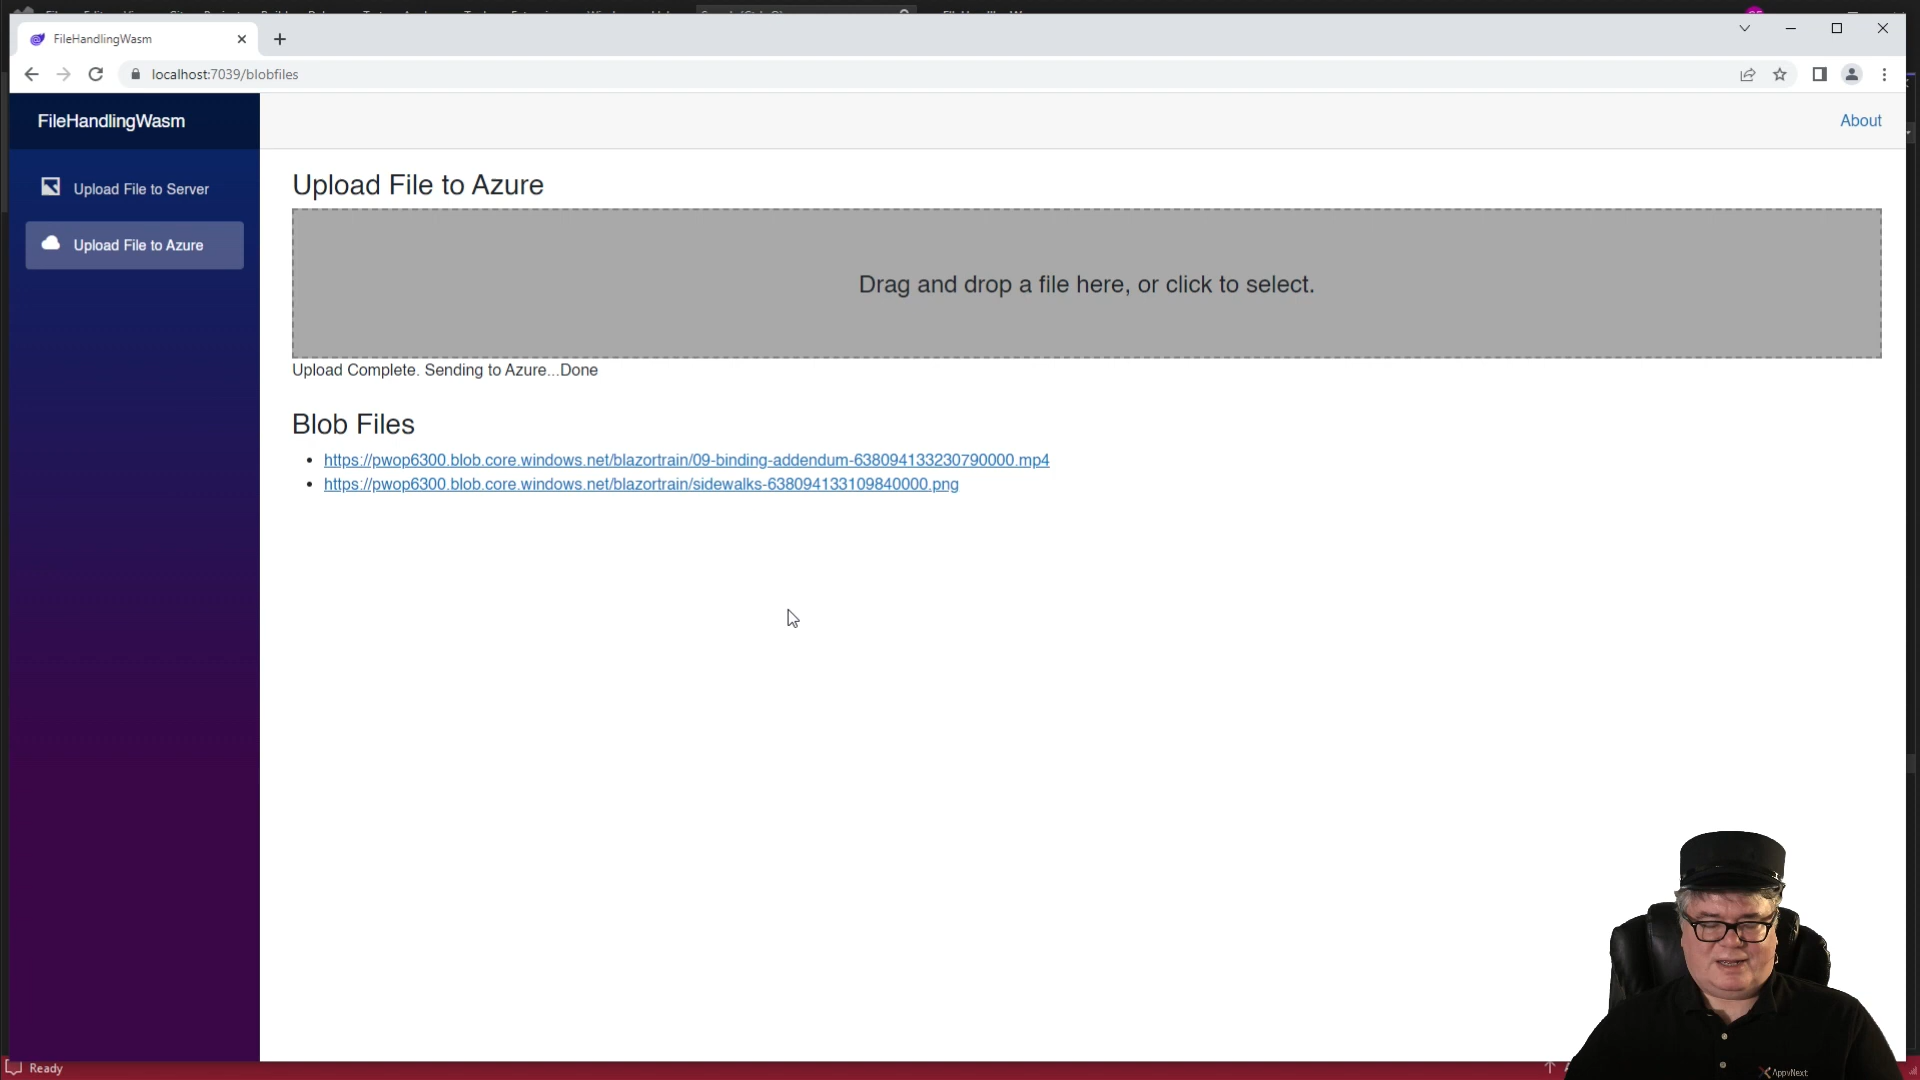 FileHandlingWasm
localhost:7039/blobfiles
FileHandlingWasm
About
Upload File to Server
Upload File to Azure
Upload File to Azure
Drag and drop a file here, or click to select.
Upload Complete. Sending to Azure...Done
Blob Files
https://pwop6300.blob.core.windows.net/blazortrain/09-binding-addendum-638094133230790000.mp4
https://pwop6300.blob.core.windows.net/blazortrain/sidewalks-638094133109840000.png
Ready
AppvNext